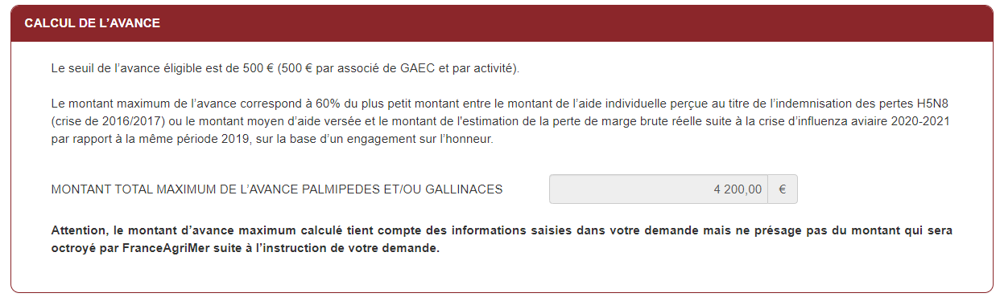 CALCUL DE L’AVANCE
Le seuil de l’avance éligible est de 500 € (500 € par associé de GAEC et par activité).
Le montant maximum de l’avance correspond à 60% du plus petit montant entre le montant de l’aide individuelle perçue au titre de l’indemnisation des pertes H5N8
(crise de 2016/2017) ou le montant moyen d’aide versée et le montant de l'estimation de la perte de marge brute réelle suite à la crise d’influenza aviaire 2020-2021
par rapport à la même période 2019, sur la base d’un engagement sur l’honneur.
MONTANT TOTAL MAXIMUM DE L’AVANCE PALMIPEDES ET/OU GALLINACES 4 200,00 €
Attention, le montant d’avance maximum calculé tient compte des informations saisies dans votre demande mais ne présage pas du montant qui sera
octroyé par FranceAgriMer suite à l’instruction de votre demande.